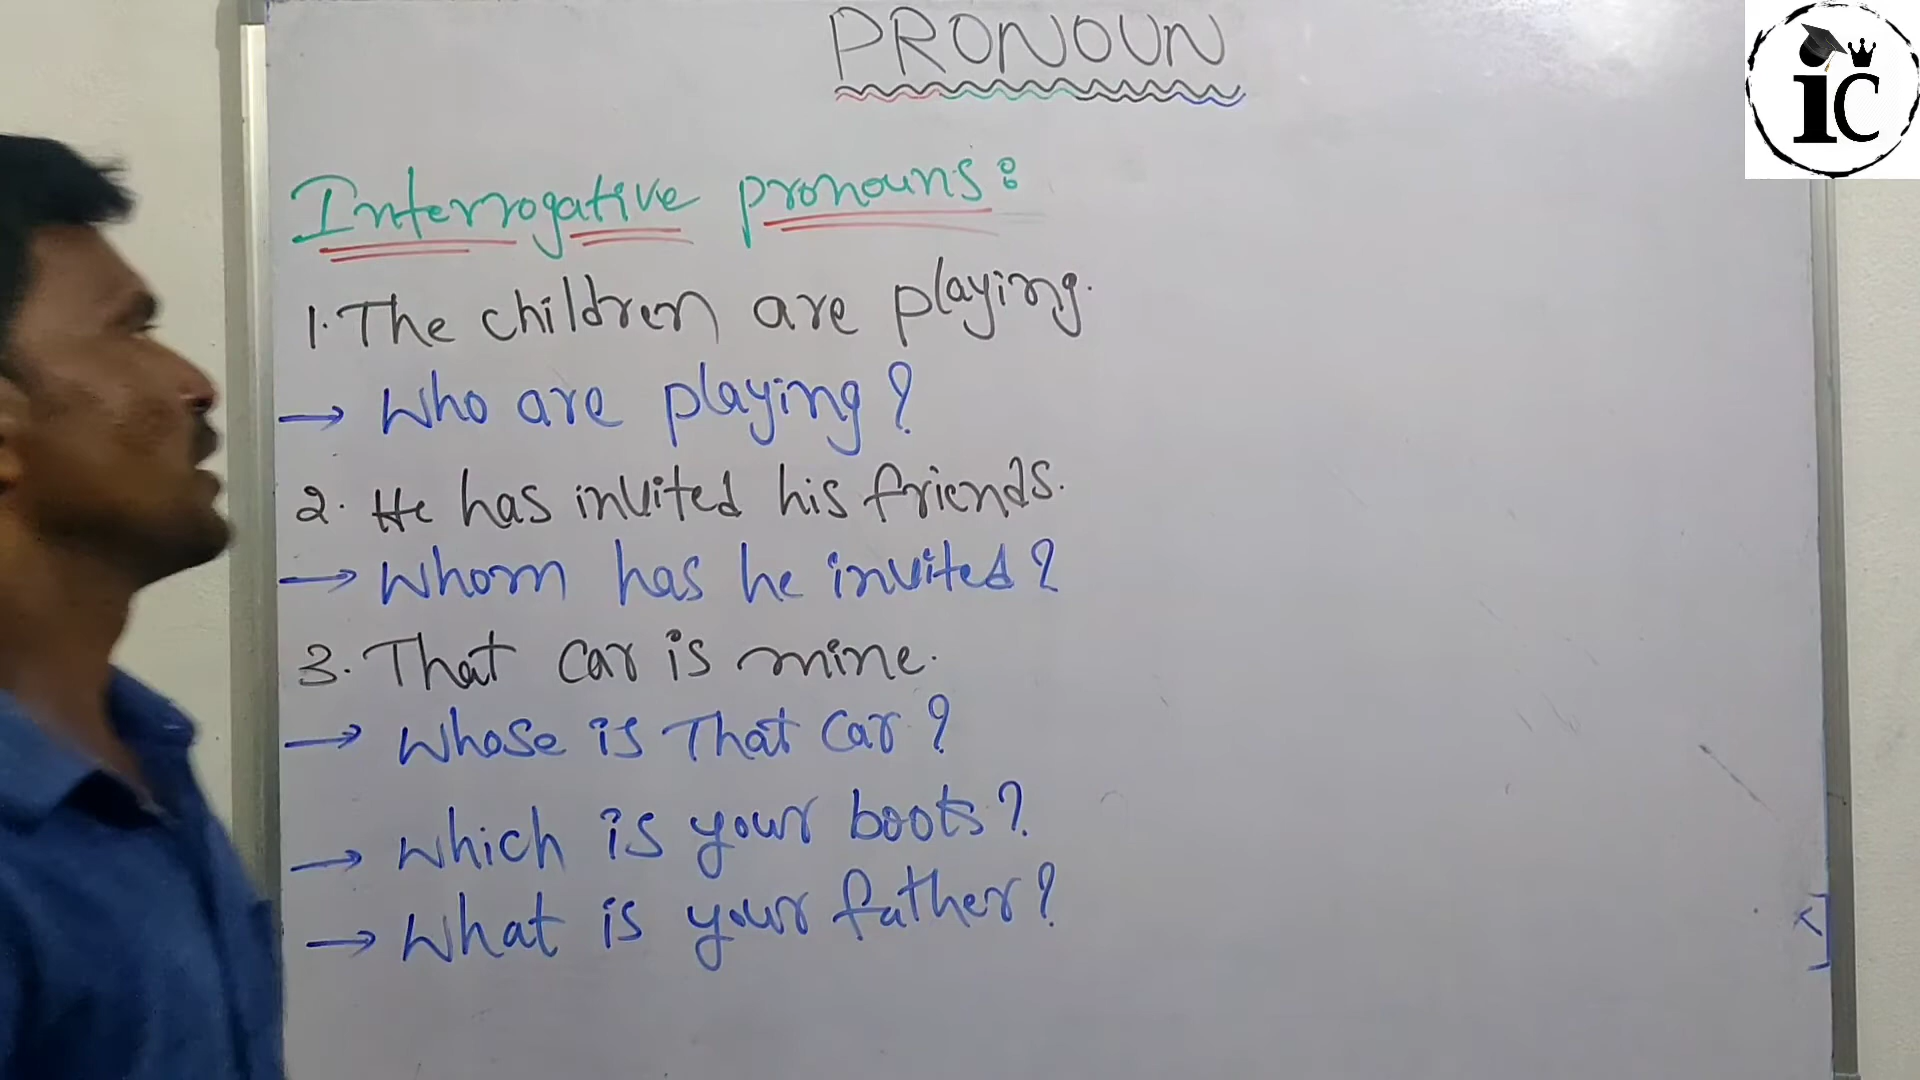 PRONOUN
iC
Interrogative pronouns:
1. The children are playing.
→ Who are playing?
2. He has invited his friends.
→ Whom has he invited?
3. That car is mine.
→ Whose is That car?
→ Which is your boots?
→ What is your father?